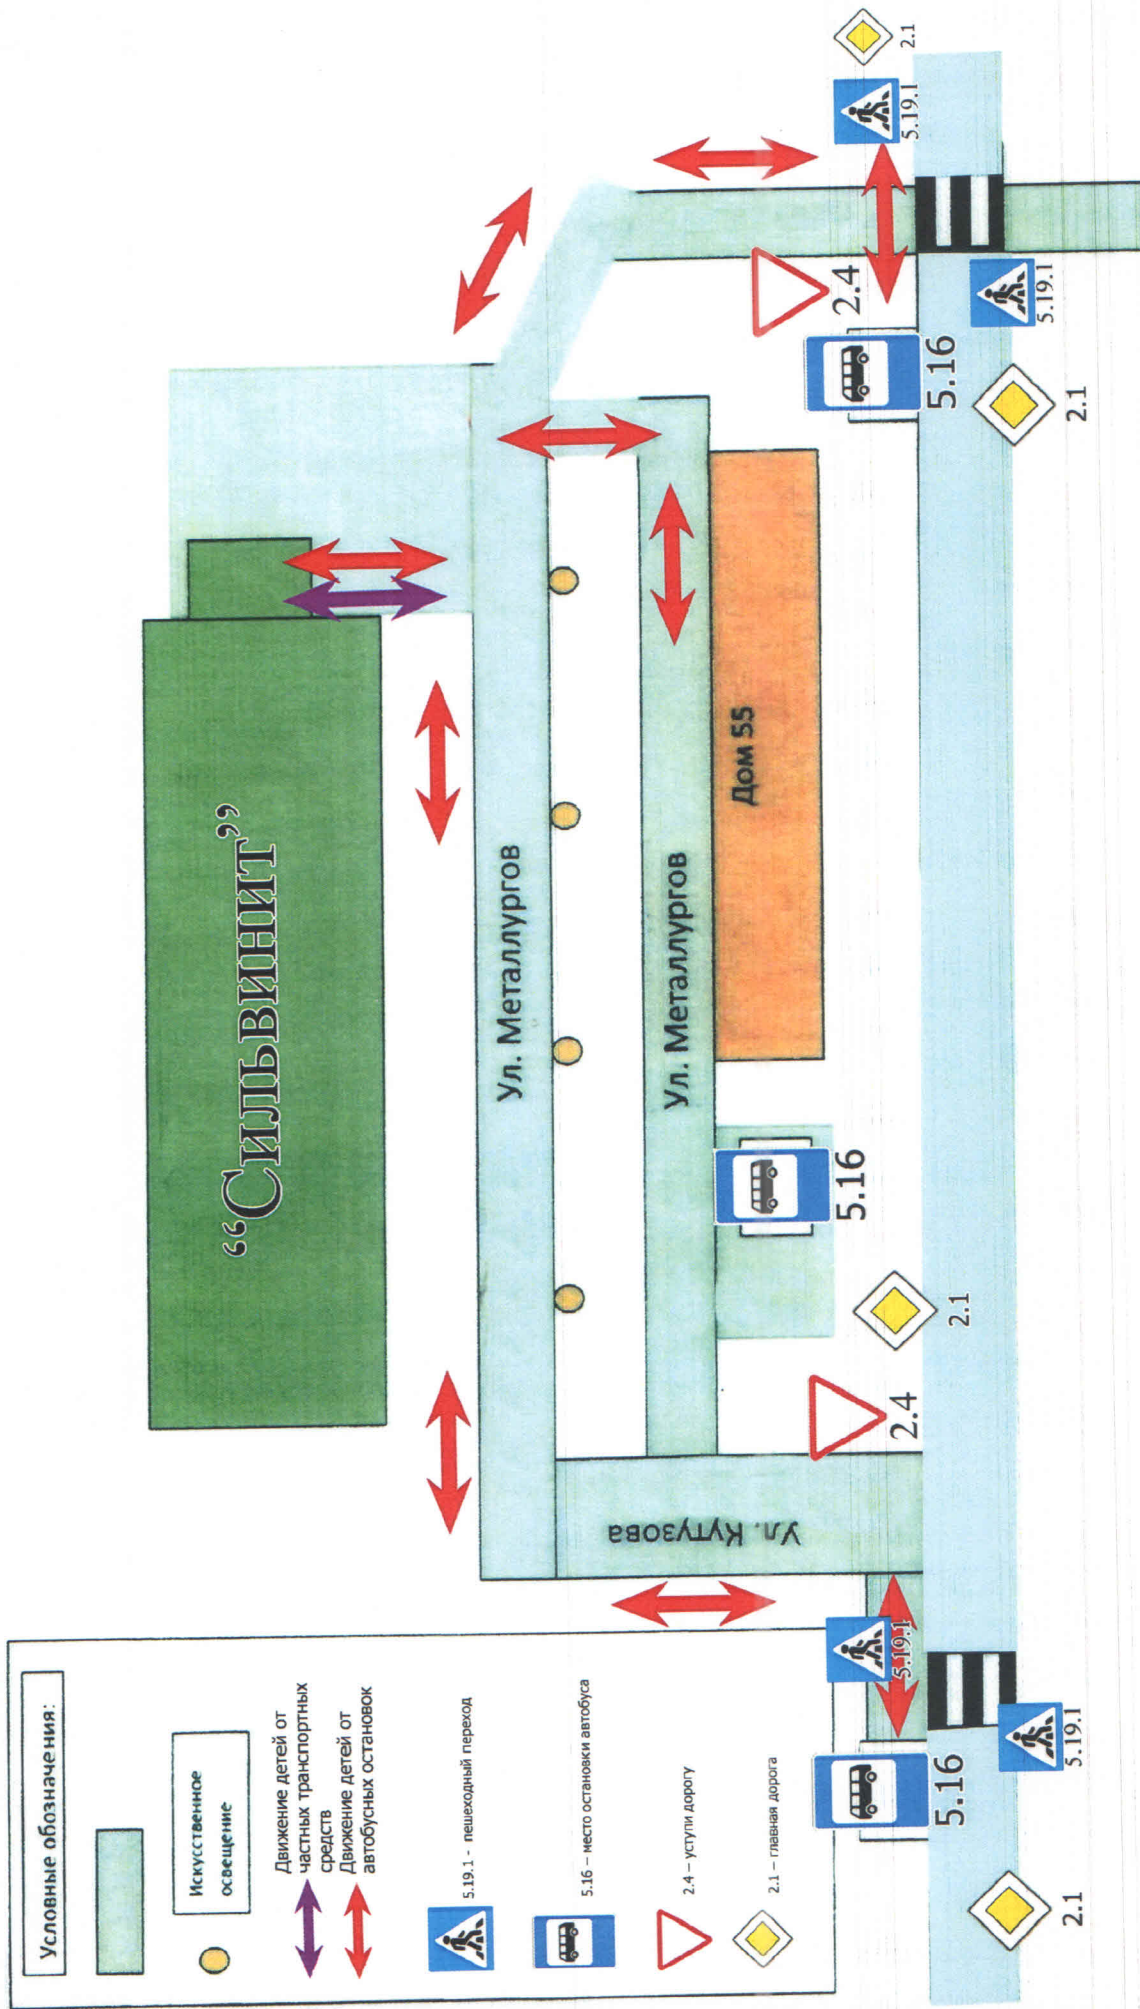 Условные обозначения:
Искусственное
освещение
Движение детей от
частных транспортных
средств
Движение детей от
автобусных остановок
5.19.1 - пешеходный переход
5.16 – место остановки автобуса
2.4 – уступи дорогу
2.1 – главная дорога
“Сильвинит”
Ул. Металлургов
Ул. Металлургов
Дом 55
Ул. Кутузова
5.16
2.1
2.4
5.19.1
5.16
5.19.1
2.1
2.4
5.16
2.1
5.19.1
5.19.1
2.1